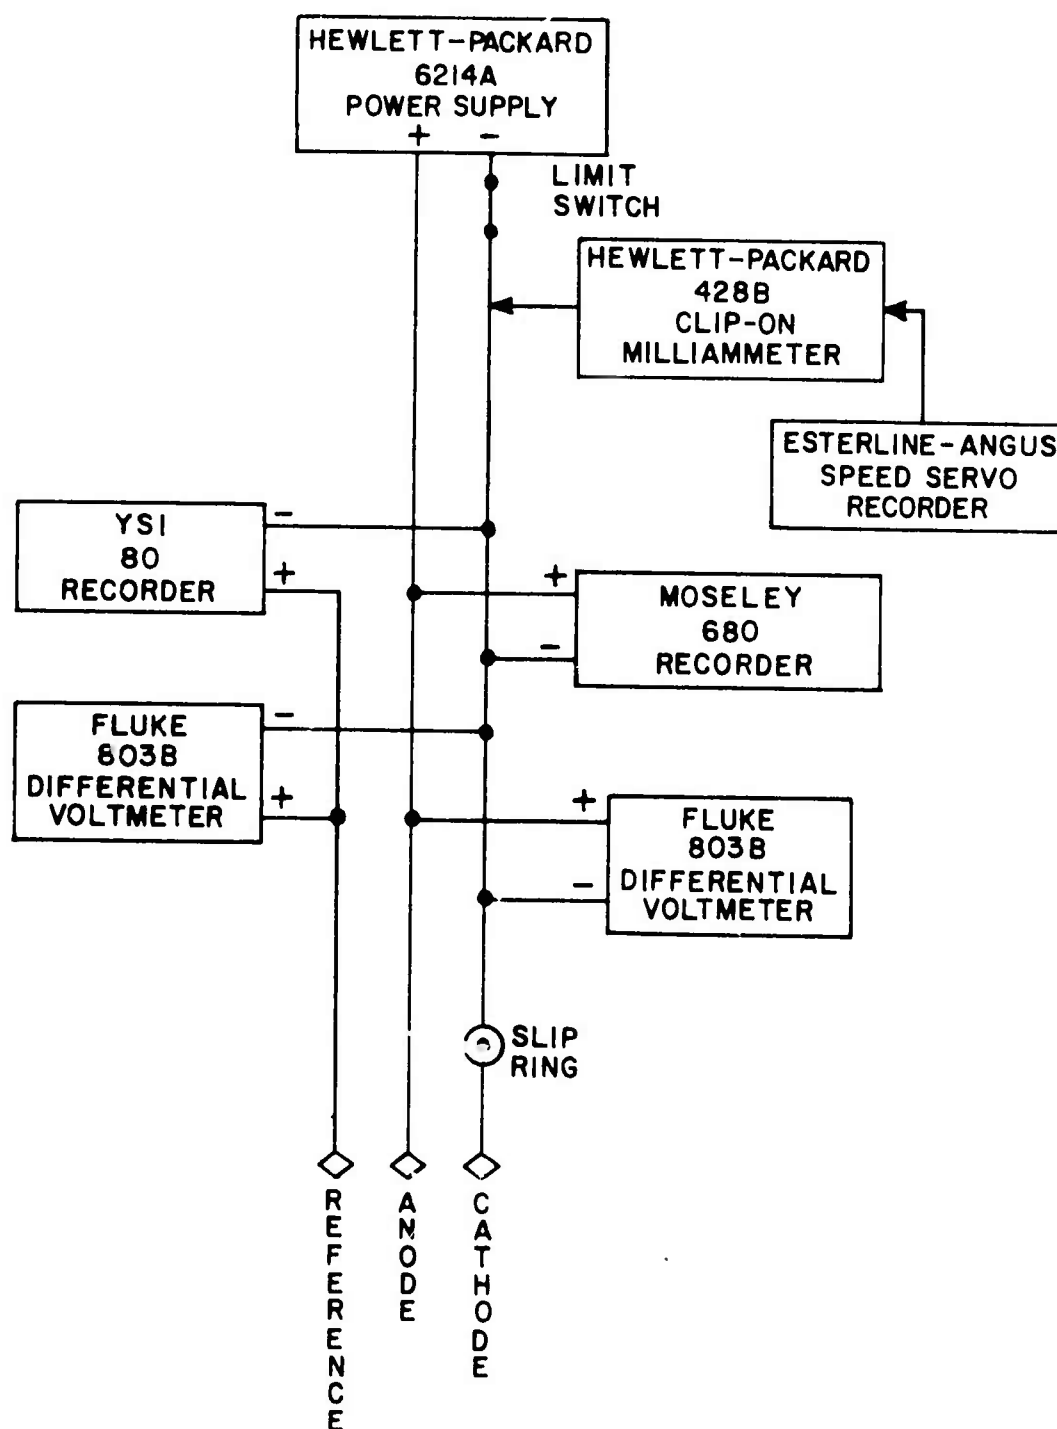 HEWLETT-PACKARD
6214A
POWER SUPPLY
+ -
LIMIT
SWITCH
HEWLETT-PACKARD
428B
CLIP-ON
MILLIAMMETER
ESTERLINE-ANGUS
SPEED SERVO
RECORDER
YSI
80
RECORDER
-
+
MOSELEY
680
RECORDER
+
-
FLUKE
803B
DIFFERENTIAL
VOLTMETER
-
+
FLUKE
803B
DIFFERENTIAL
VOLTMETER
+
-
SLIP
RING
REFERENCE
ANODE
CATHODE